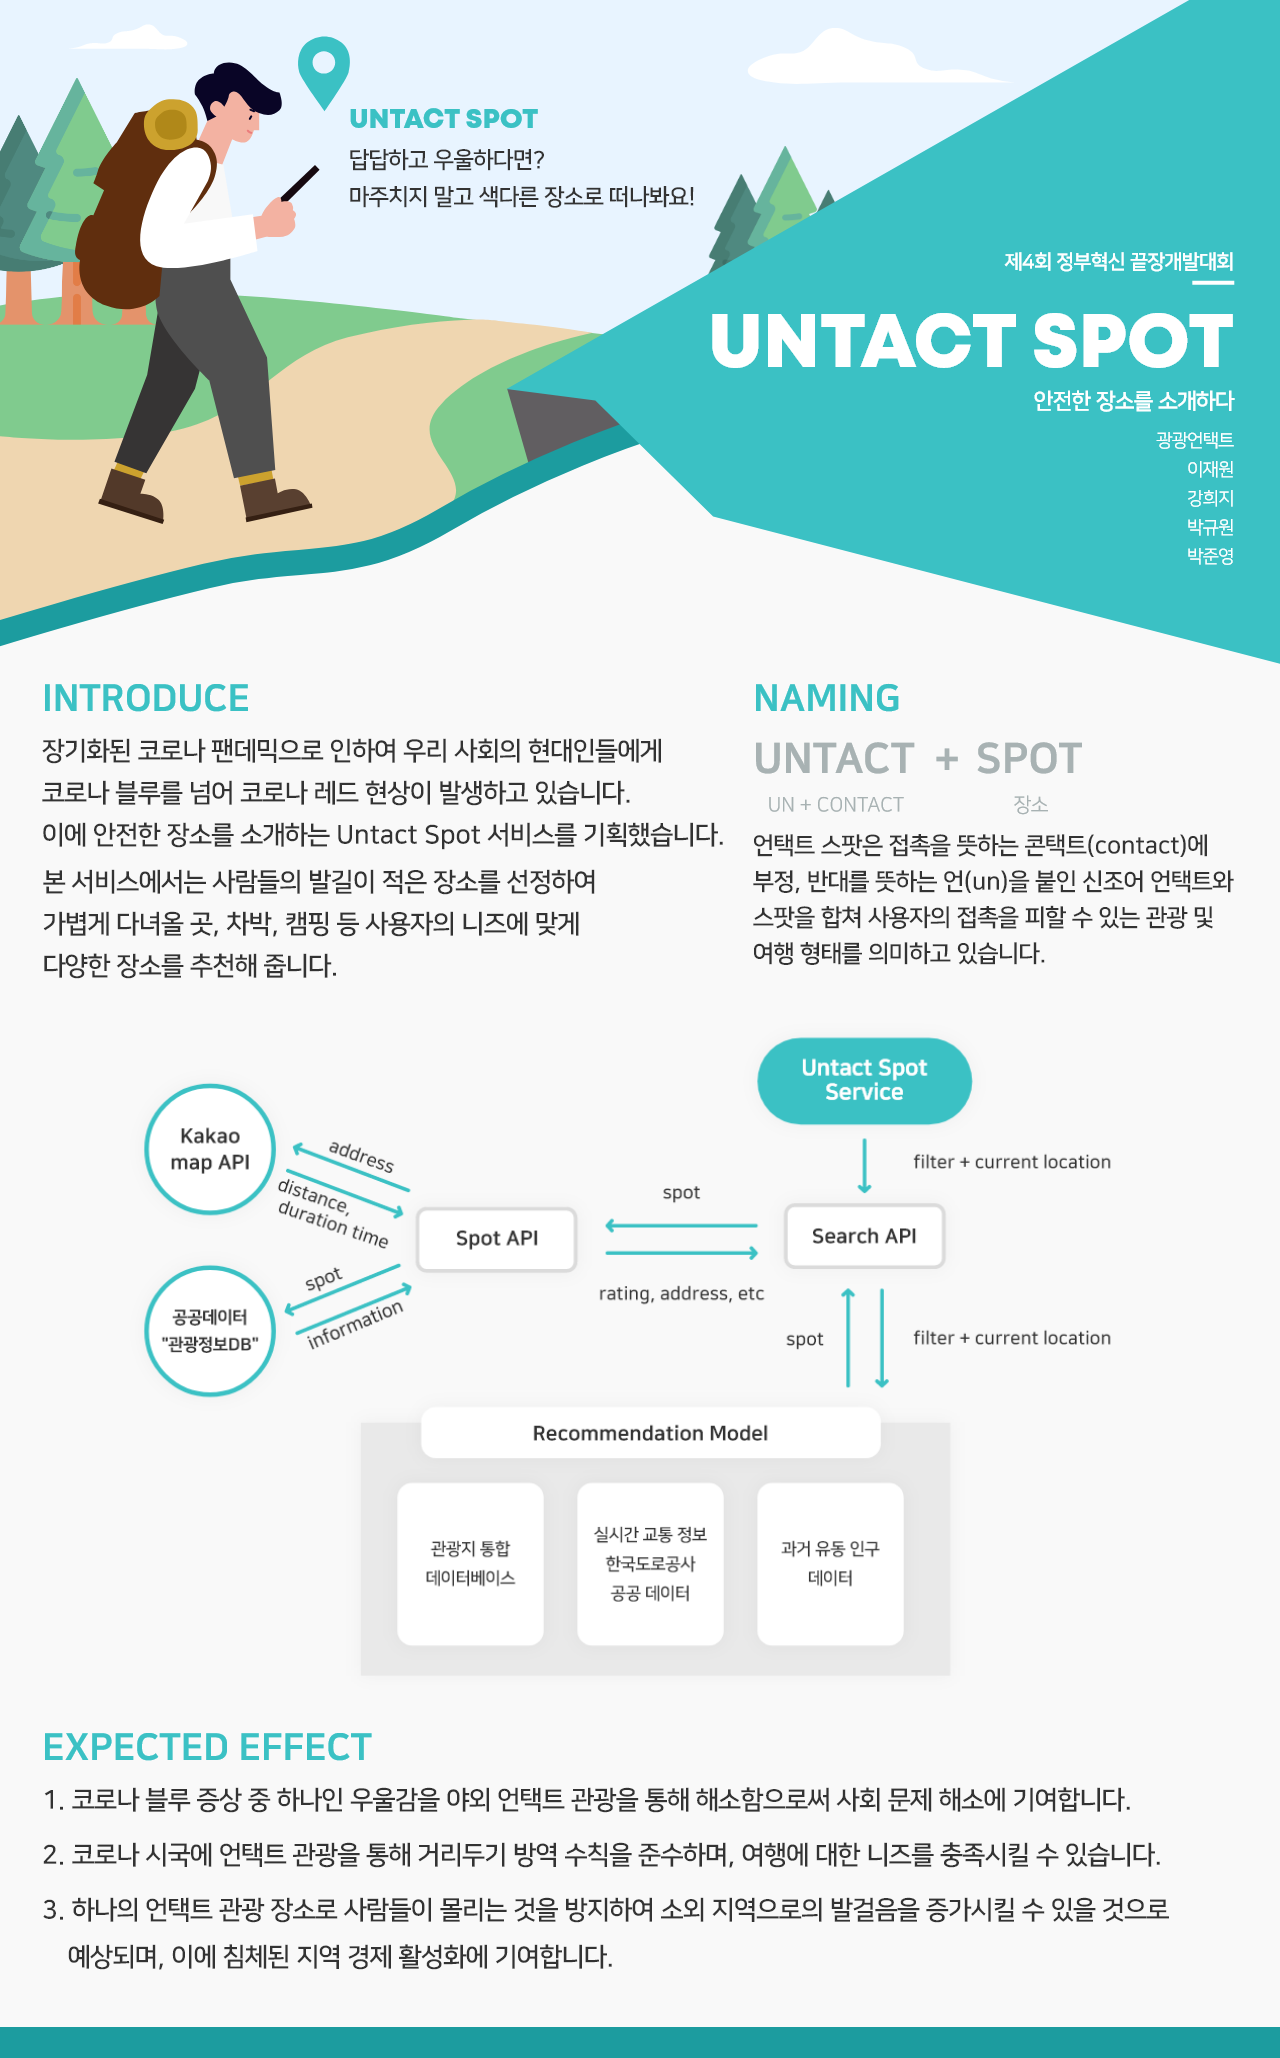 UNTACT SPOT
답답하고 우울하다면?
마주치지 말고 색다른 장소로 떠나봐요!
제4회 정부혁신 끝장개발대회
UNTACT SPOT
안전한 장소를 소개하다
광광언택트
이재원
강희지
박규원
박준영
INTRODUCE
장기화된 코로나 팬데믹으로 인하여 우리 사회의 현대인들에게
코로나 블루를 넘어 코로나 레드 현상이 발생하고 있습니다.
이에 안전한 장소를 소개하는 Untact Spot 서비스를 기획했습니다.
본 서비스에서는 사람들의 발길이 적은 장소를 선정하여
가볍게 다녀올 곳, 차박, 캠핑 등 사용자의 니즈에 맞게
다양한 장소를 추천해 줍니다.
NAMING
UNTACT + SPOT
UN + CONTACT 장소
언택트 스팟은 접촉을 뜻하는 콘택트(contact)에
부정, 반대를 뜻하는 언(un)을 붙인 신조어 언택트와
스팟을 합쳐 사용자의 접촉을 피할 수 있는 관광 및
여행 형태를 의미하고 있습니다.
Untact Spot
Service
Kakao
map API
address
distance,
duration time
filter + current location
spot
Spot API
Search API
rating, address, etc
spot
information
공공데이터
"관광정보DB"
spot
filter + current location
Recommendation Model
관광지 통합
데이터베이스
실시간 교통 정보
한국도로공사
공공 데이터
과거 유동 인구
데이터
EXPECTED EFFECT
1. 코로나 블루 증상 중 하나인 우울감을 야외 언택트 관광을 통해 해소함으로써 사회 문제 해소에 기여합니다.
2. 코로나 시국에 언택트 관광을 통해 거리두기 방역 수칙을 준수하며, 여행에 대한 니즈를 충족시킬 수 있습니다.
3. 하나의 언택트 관광 장소로 사람들이 몰리는 것을 방지하여 소외 지역으로의 발걸음을 증가시킬 수 있을 것으로
예상되며, 이에 침체된 지역 경제 활성화에 기여합니다.